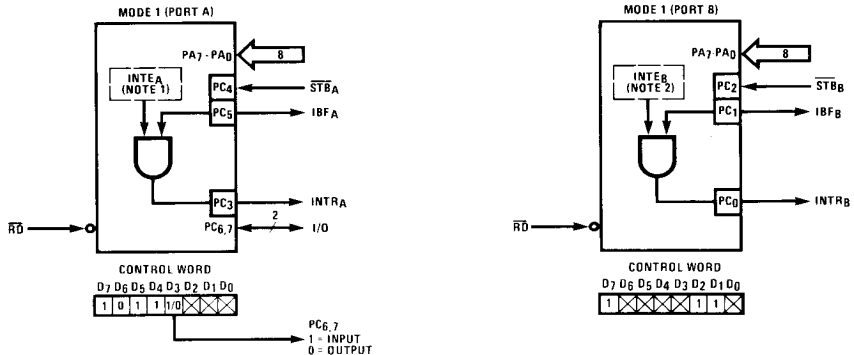 MODE 1 (PORT A)
PA7 - PA0
8
INTEA
(NOTE 1)
PC4
STBA
PC5
IBFA
PC3
INTRA
RD
PC6,7
2
I/O
CONTROL WORD
D7 D6 D5 D4 D3 D2 D1 D0
1 0 1 1 1/0
PC6,7
1 = INPUT
0 = OUTPUT
MODE 1 (PORT 8)
PA7-PA0
8
INTEB
(NOTE 2)
PC2
STBB
PC1
IBFB
PC0
INTRB
RD
CONTROL WORD
D7 D6 D5 D4 D3 D2 D1 D0
1 1 1